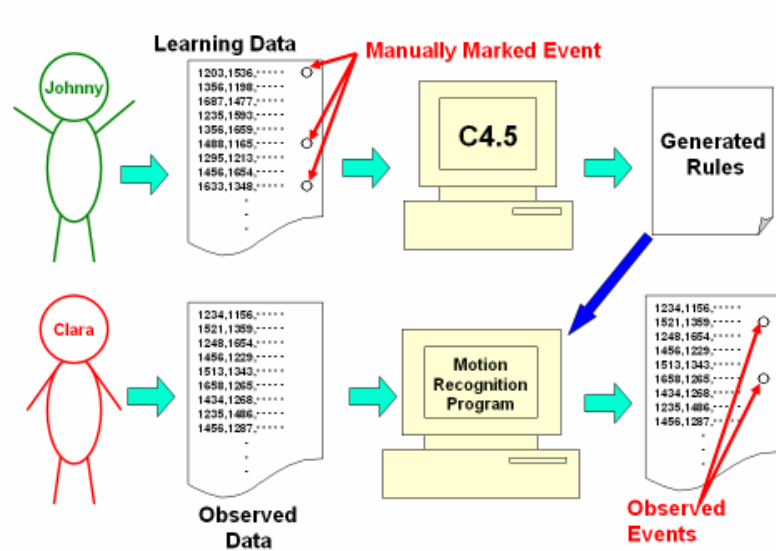 Learning Data
Manually Marked Event
Johnny
1203,1536,·····
1356,1198,·····
1687,1477,·····
1235,1593,·····
1356,1659,·····
1488,1165,·····
1295,1213,·····
1456,1654,·····
1633,1348,·····
C4.5
Generated
Rules
Clara
1234,1156,·····
1521,1359,·····
1248,1654,·····
1456,1229,·····
1513,1343,·····
1658,1265,·····
1434,1268,·····
1235,1486,·····
1456,1287,·····
Observed
Data
Motion
Recognition
Program
1234,1156,·····
1521,1359,·····
1248,1654,·····
1456,1229,·····
1513,1343,·····
1658,1265,·····
1434,1268,·····
1235,1486,·····
1456,1287,·····
Observed
Events